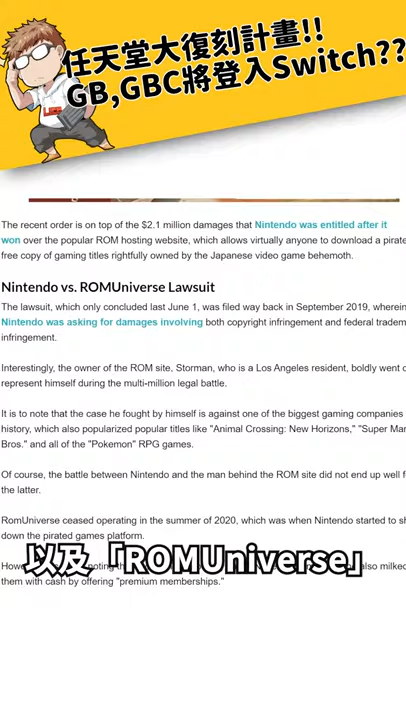 任天堂大復刻計畫!!
GB,GBC將登入Switch??
The recent order is on top of the $2.1 million damages that Nintendo was entitled after it
won over the popular ROM hosting website, which allows virtually anyone to download a pirate
free copy of gaming titles rightfully owned by the Japanese video game behemoth.
Nintendo vs. ROMUniverse Lawsuit
The lawsuit, which only concluded last June 1, was filed way back in September 2019, wherein
Nintendo was asking for damages involving both copyright infringement and federal tradem
infringement.
Interestingly, the owner of the ROM site, Storman, who is a Los Angeles resident, boldly went o
represent himself during the multi-million legal battle.
It is to note that the case he fought by himself is against one of the biggest gaming companies
history, which also popularized popular titles like "Animal Crossing: New Horizons," "Super Mar
Bros." and all of the "Pokemon" RPG games.
Of course, the battle between Nintendo and the man behind the ROM site did not end up well f
the latter.
RomUniverse ceased operating in the summer of 2020, which was when Nintendo started to sh
down the pirated games platform.
以及「ROMUniverse」
also milked
them with cash by offering "premium memberships."